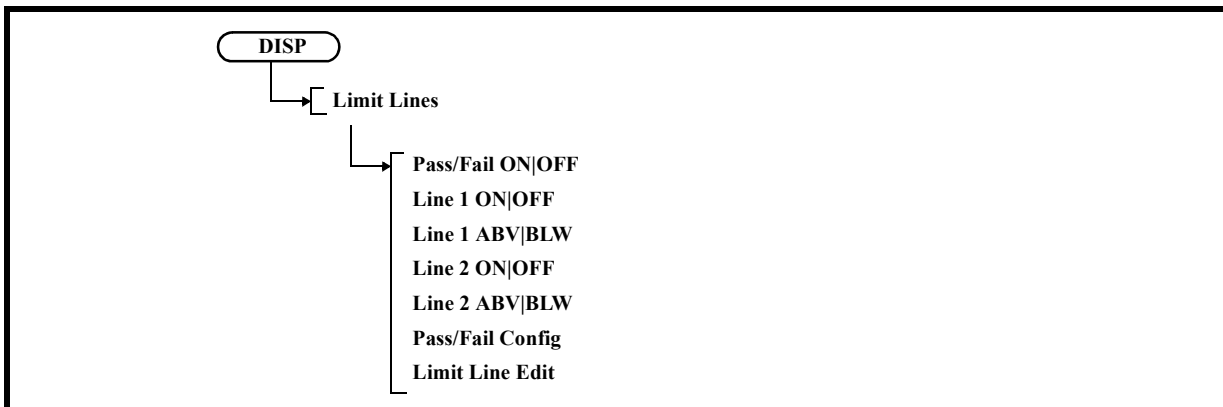 DISP
Limit Lines
Pass/Fail ON|OFF
Line 1 ON|OFF
Line 1 ABV|BLW
Line 2 ON|OFF
Line 2 ABV|BLW
Pass/Fail Config
Limit Line Edit